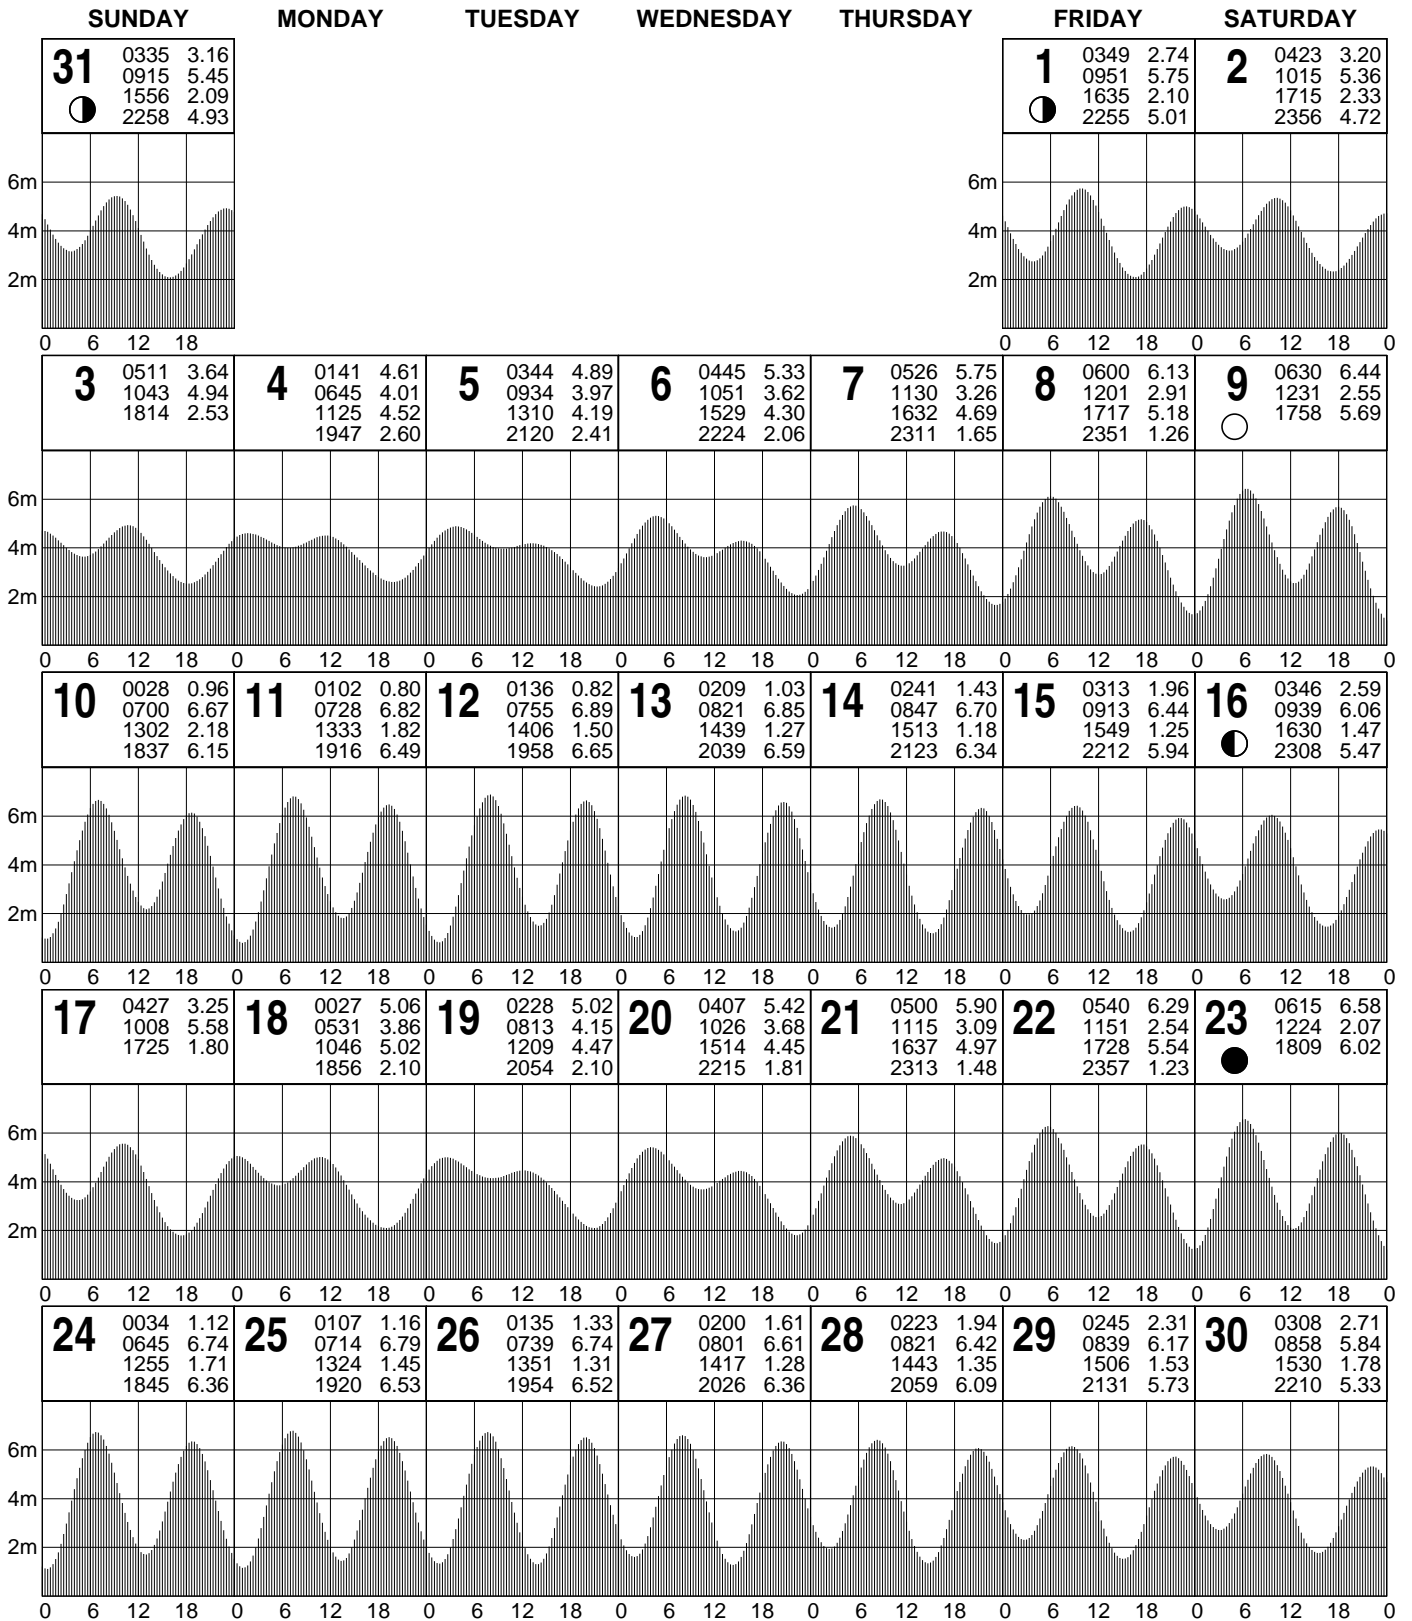 SUNDAY MONDAY TUESDAY WEDNESDAY THURSDAY FRIDAY SATURDAY
31 0335 3.16 1 0349 2.74 2 0423 3.20
0915 5.45 0951 5.75 1015 5.36
1556 2.09 1635 2.10 1715 2.33
2258 4.93 2255 5.01 2356 4.72
6m 6m
4m 4m
2m 2m
0 6 12 18 0 6 12 18 0 6 12 18 0
3 0511 3.64 4 0141 4.61 5 0344 4.89 6 0445 5.33 7 0526 5.75 8 0600 6.13 9 0630 6.44
1043 4.94 0645 4.01 0934 3.97 1051 3.62 1130 3.26 1201 2.91 1231 2.55
1814 2.53 1125 4.52 1310 4.19 1529 4.30 1632 4.69 1717 5.18 1758 5.69
1947 2.60 2120 2.41 2224 2.06 2311 1.65 2351 1.26
6m
4m
2m
0 6 12 18 0 6 12 18 0 6 12 18 0 6 12 18 0 6 12 18 0 6 12 18 0 6 12 18 0
10 0028 0.96 11 0102 0.80 12 0136 0.82 13 0209 1.03 14 0241 1.43 15 0313 1.96 16 0346 2.59
0700 6.67 0728 6.82 0755 6.89 0821 6.85 0847 6.70 0913 6.44 0939 6.06
1302 2.18 1333 1.82 1406 1.50 1439 1.27 1513 1.18 1549 1.25 1630 1.47
1837 6.15 1916 6.49 1958 6.65 2039 6.59 2123 6.34 2212 5.94 2308 5.47
6m
4m
2m
0 6 12 18 0 6 12 18 0 6 12 18 0 6 12 18 0 6 12 18 0 6 12 18 0 6 12 18 0
17 0427 3.25 18 0027 5.06 19 0228 5.02 20 0407 5.42 21 0500 5.90 22 0540 6.29 23 0615 6.58
1008 5.58 0531 3.86 0813 4.15 1026 3.68 1115 3.09 1151 2.54 1224 2.07
1725 1.80 1046 5.02 1209 4.47 1514 4.45 1637 4.97 1728 5.54 1809 6.02
1856 2.10 2054 2.10 2215 1.81 2313 1.48 2357 1.23
6m
4m
2m
0 6 12 18 0 6 12 18 0 6 12 18 0 6 12 18 0 6 12 18 0 6 12 18 0 6 12 18 0
24 0034 1.12 25 0107 1.16 26 0135 1.33 27 0200 1.61 28 0223 1.94 29 0245 2.31 30 0308 2.71
0645 6.74 0714 6.79 0739 6.74 0801 6.61 0821 6.42 0839 6.17 0858 5.84
1255 1.71 1324 1.45 1351 1.31 1417 1.28 1443 1.35 1506 1.53 1530 1.78
1845 6.36 1920 6.53 1954 6.52 2026 6.36 2059 6.09 2131 5.73 2210 5.33
6m
4m
2m
0 6 12 18 0 6 12 18 0 6 12 18 0 6 12 18 0 6 12 18 0 6 12 18 0 6 12 18 0